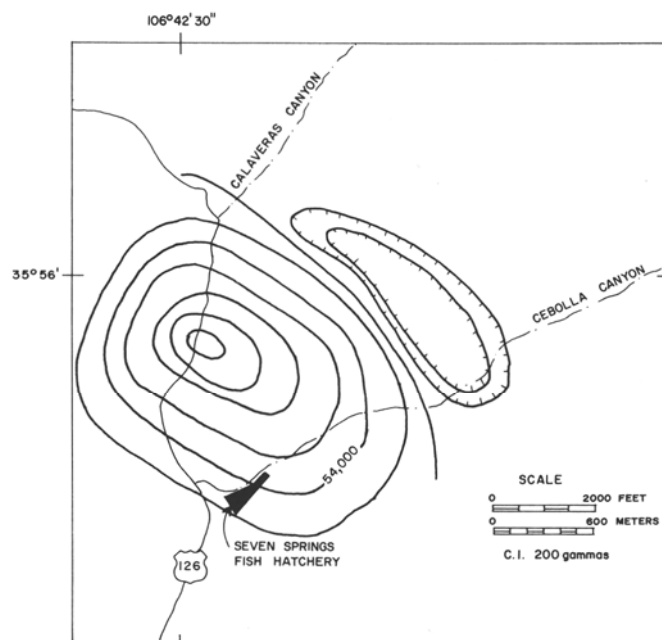 106° 42' 30"
CALAVERAS CANYON
35° 56'
CEBOLLA CANYON
54,000
SCALE
0 2000 FEET
0 600 METERS
C.I. 200 gammas
SEVEN SPRINGS
FISH HATCHERY
126